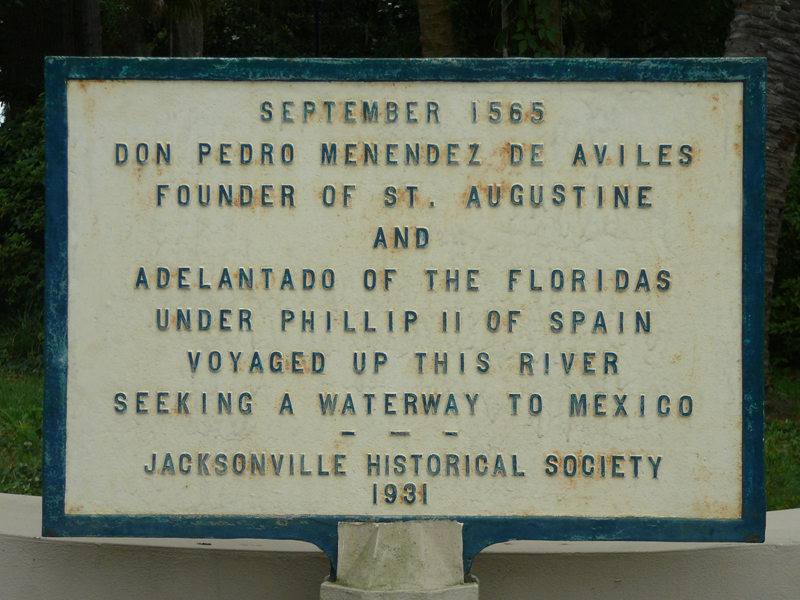 SEPTEMBER 1565
DON PEDRO MENENDEZ DE AVILES
FOUNDER OF ST. AUGUSTINE
AND
ADELANTADO OF THE FLORIDAS
UNDER PHILLIP II OF SPAIN
VOYAGED UP THIS RIVER
SEEKING A WATERWAY TO MEXICO
– – –
JACKSONVILLE HISTORICAL SOCIETY
1931